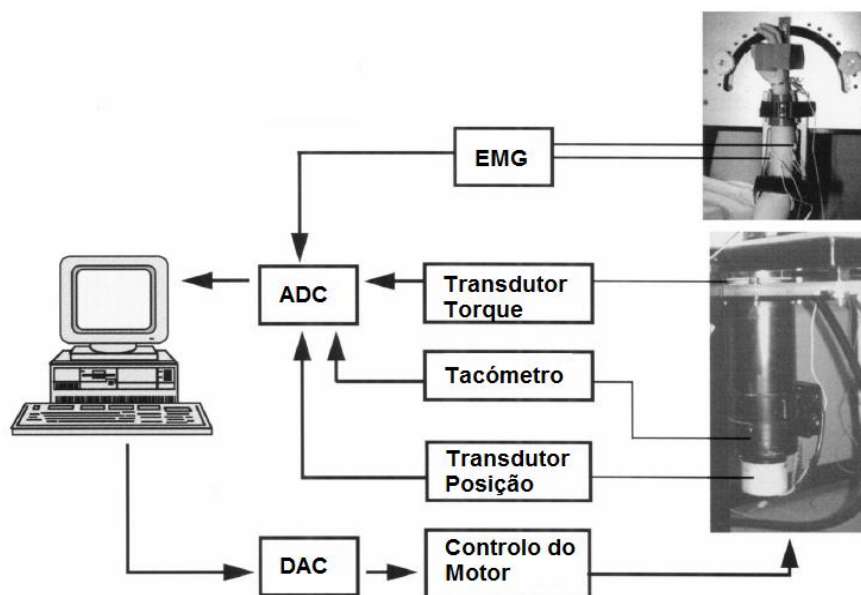 EMG
ADC
Transdutor
Torque
Tacómetro
Transdutor
Posição
DAC
Controlo do
Motor